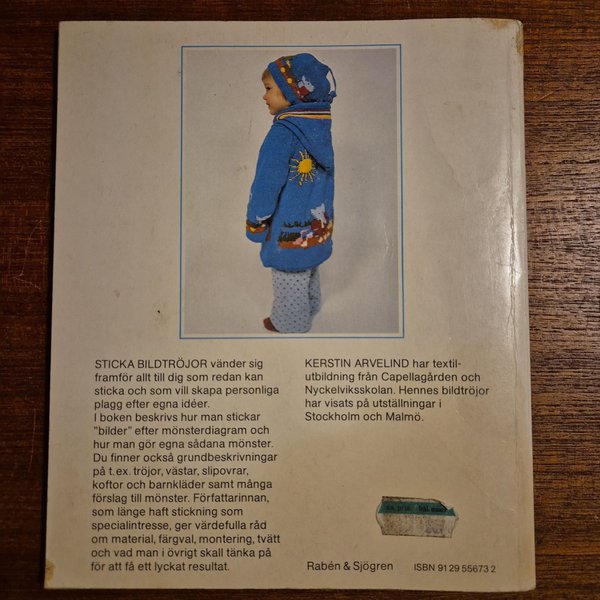 STICKA BILDTRÖJOR vänder sig
framför allt till dig som redan kan
sticka och som vill skapa personliga
plagg efter egna idéer.
I boken beskrivs hur man stickar
”bilder” efter mönsterdiagram och
hur man gör egna sådana mönster.
Du finner också grundbeskrivningar
på t.ex. tröjor, västar, slipovrar,
koftor och barnkläder samt många
förslag till mönster. Författarinnan,
som länge haft stickning som
specialintresse, ger värdefulla råd
om material, färgval, montering, tvätt
och vad man i övrigt skall tänka på
för att få ett lyckat resultat.
KERSTIN ARVELIND har textil-
utbildning från Capellagården och
Nyckelviksskolan. Hennes bildtröjor
har visats på utställningar i
Stockholm och Malmö.
Rabén & Sjögren
ISBN 91 29 55673 2